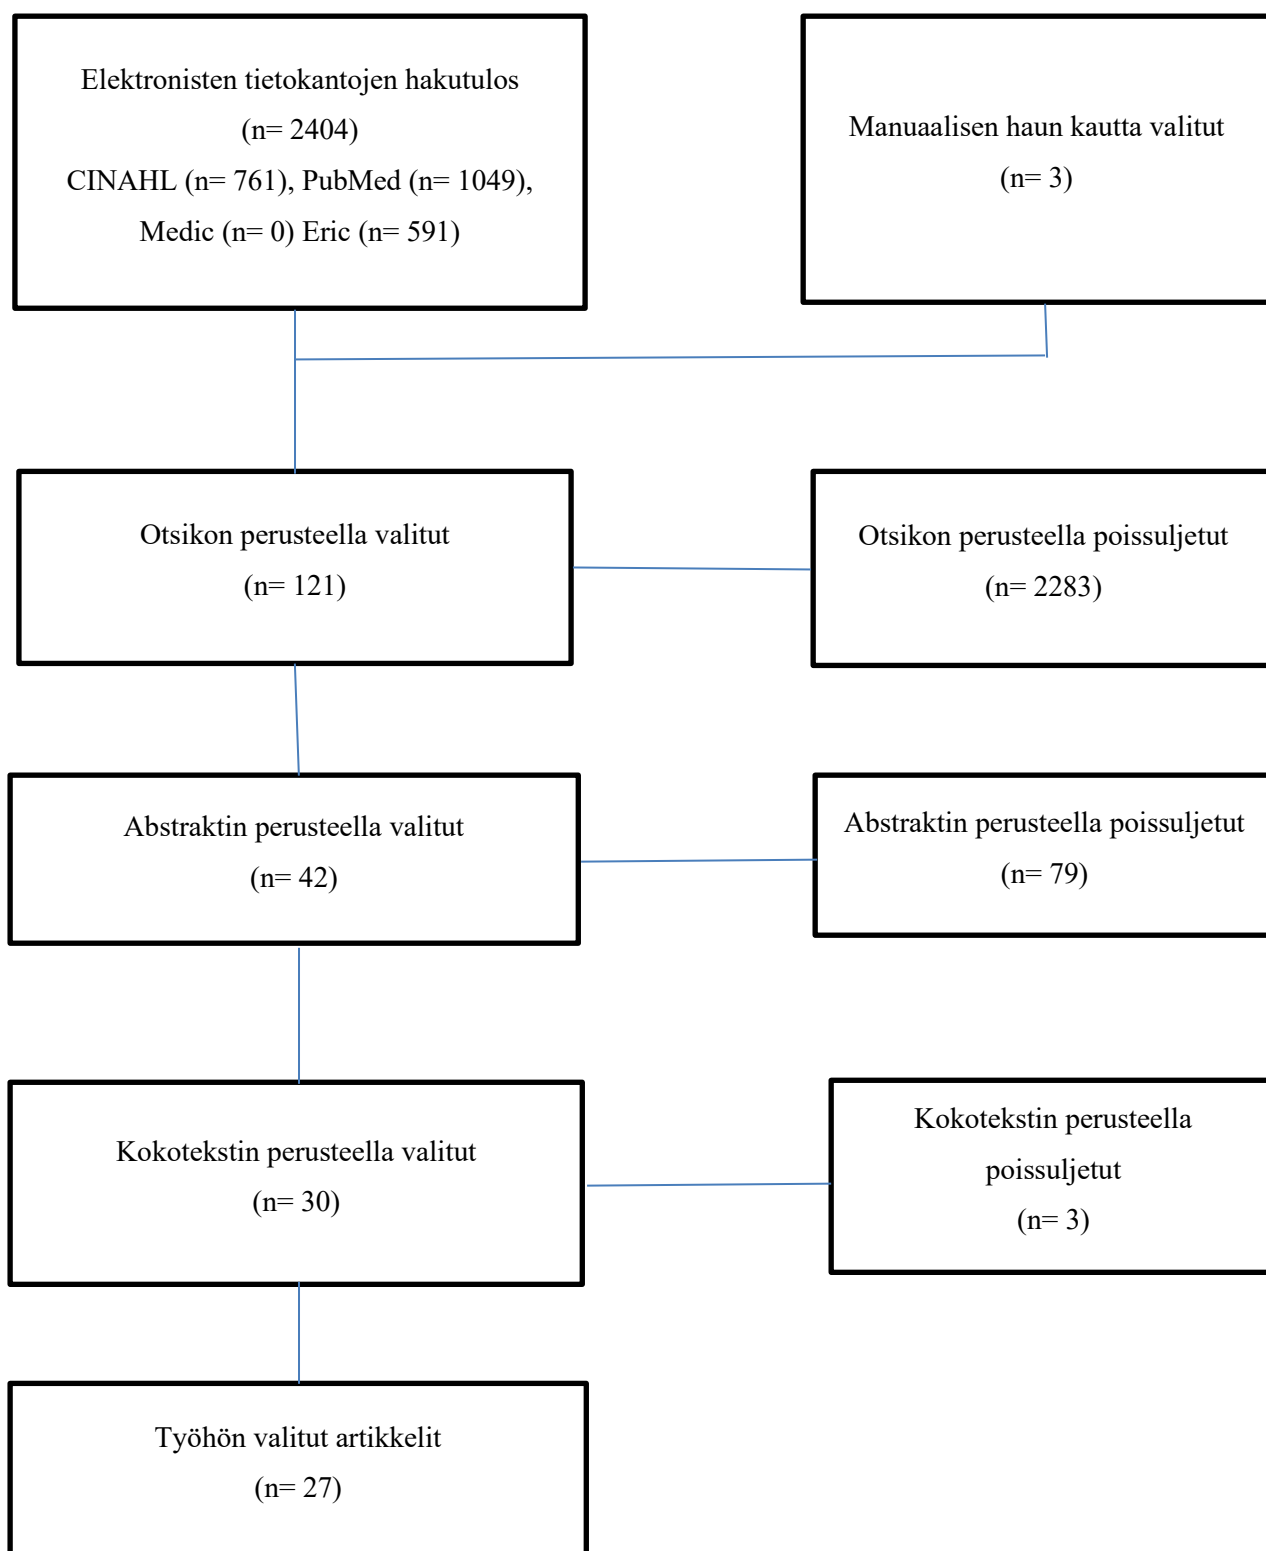 Elektronisten tietokantojen hakutulos
(n= 2404)
CINAHL (n= 761), PubMed (n= 1049),
Medic (n= 0) Eric (n= 591)
Manuaalisen haun kautta valitut
(n= 3)
Otsikon perusteella valitut
(n= 121)
Otsikon perusteella poissuljetut
(n= 2283)
Abstraktin perusteella valitut
(n= 42)
Abstraktin perusteella poissuljetut
(n= 79)
Kokotekstin perusteella valitut
(n= 30)
Kokotekstin perusteella
poissuljetut
(n= 3)
Työhön valitut artikkelit
(n= 27)